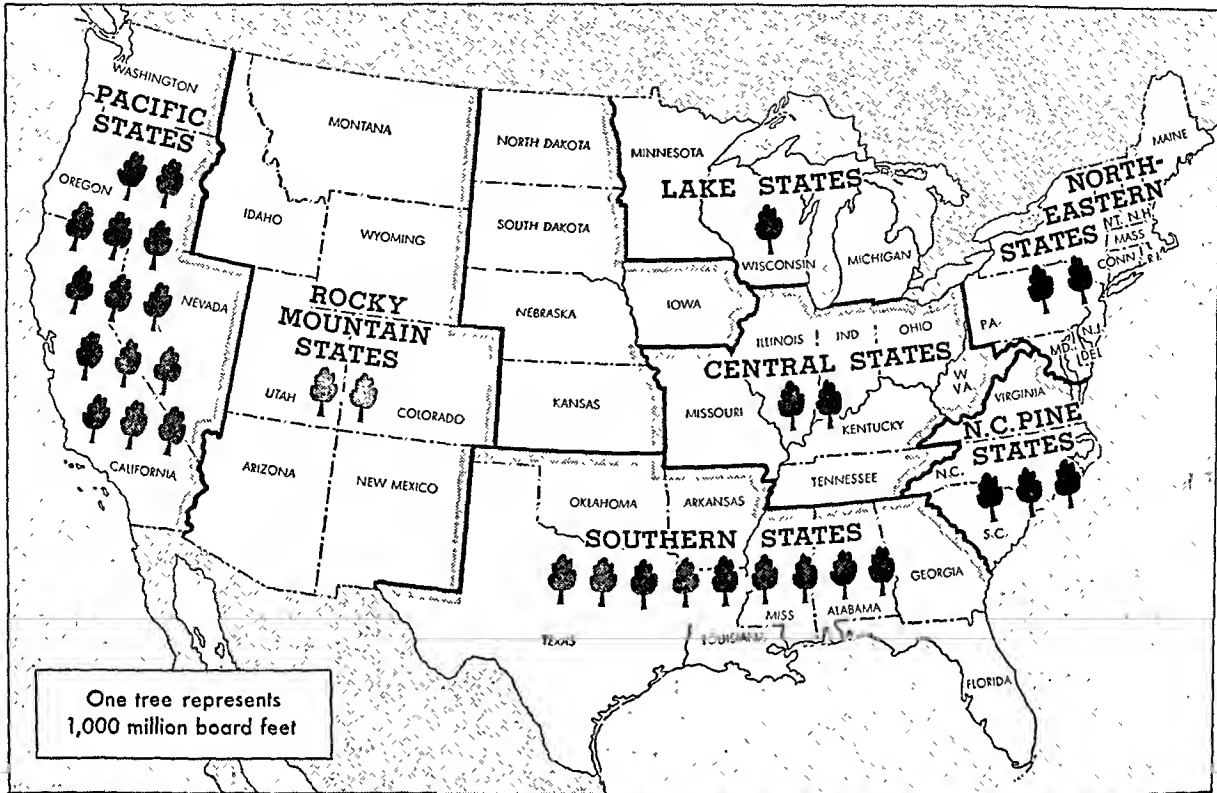 WASHINGTON
PACIFIC
STATES
OREGON
NEVADA
CALIFORNIA
MONTANA
IDAHO
WYOMING
ROCKY
MOUNTAIN
STATES
UTAH
COLORADO
ARIZONA
NEW MEXICO
NORTH DAKOTA
SOUTH DAKOTA
NEBRASKA
KANSAS
MINNESOTA
LAKE STATES
WISCONSIN
MICHIGAN
IOWA
ILLINOIS
IND
OHIO
CENTRAL STATES
MISSOURI
KENTUCKY
W
VA.
TENNESSEE
MAINE
NORTH-
EASTERN
STATES
VT. N.H.
MASS
CONN
R.I.
PA.
N.J.
MD.
DEL
VIRGINIA
N.C. PINE
STATES
N.C.
S.C.
OKLAHOMA
ARKANSAS
SOUTHERN STATES
GEORGIA
MISS
ALABAMA
TEXAS
LOUISIANA
FLORIDA
One tree represents
1,000 million board feet